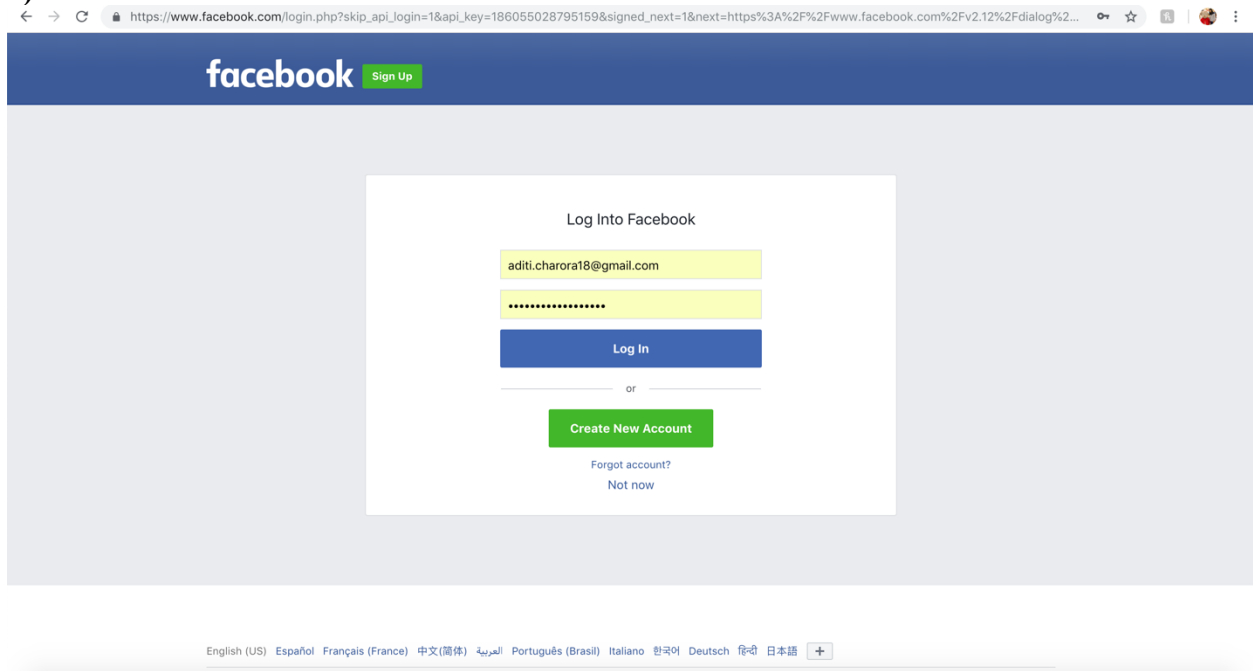 https://www.facebook.com/login.php?skip_api_login=1&api_key=186055028795159&signed_next=1&next=https%3A%2F%2Fwww.facebook.com%2Fv2.12%2Fdialog%2...
facebook Sign Up
Log Into Facebook
aditi.charora18@gmail.com
••••••••••••••••••
Log In
or
Create New Account
Forgot account?
Not now
English (US) Español Français (France) 中文(简体) العربية Português (Brasil) Italiano 한국어 Deutsch हिन्दी 日本語 +